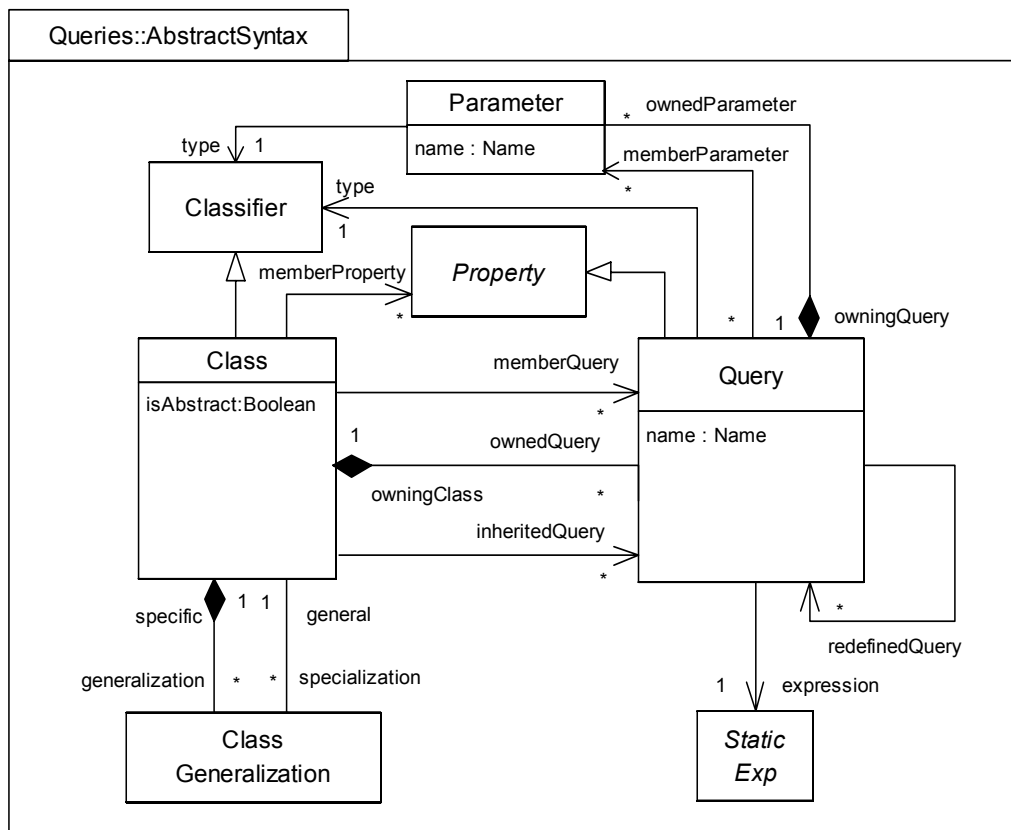 Queries::AbstractSyntax
Parameter
name : Name
* ownedParameter
memberParameter
*
type 1
Classifier
type
1
memberProperty
*
Property
* 1 owningQuery
Class
isAbstract:Boolean
memberQuery
*
Query
name : Name
1
ownedQuery
owningClass
*
inheritedQuery
*
*
redefinedQuery
specific 1 1 general
generalization * * specialization
1 expression
Class
Generalization
Static
Exp